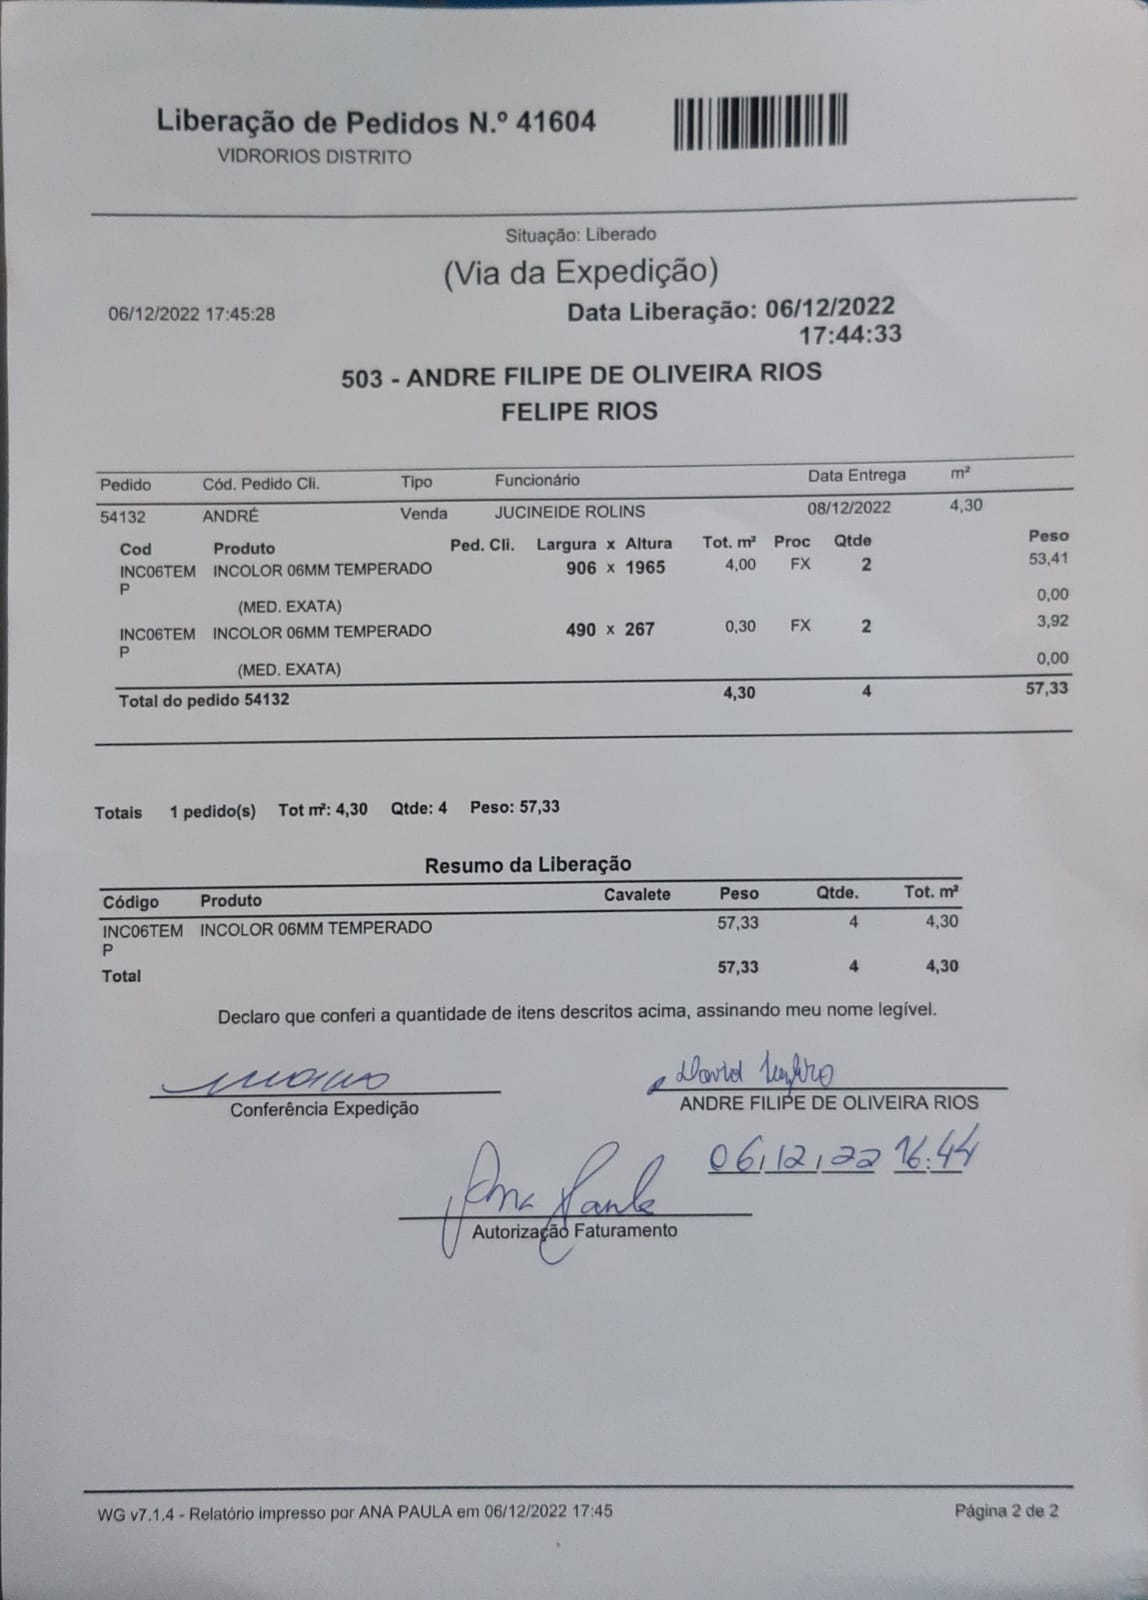 Liberação de Pedidos N.º 41604
VIDRORIOS DISTRITO
Situação: Liberado
(Via da Expedição)
06/12/2022 17:45:28
Data Liberação: 06/12/2022
17:44:33
503 - ANDRE FILIPE DE OLIVEIRA RIOS
FELIPE RIOS
Pedido Cód. Pedido Cli. Tipo Funcionário Data Entrega m²
54132 ANDRÉ Venda JUCINEIDE ROLINS 08/12/2022 4,30
Cod Produto Ped. Cli. Largura x Altura Tot. m² Proc Qtde Peso
INC06TEM INCOLOR 06MM TEMPERADO 906 x 1965 4,00 FX 2 53,41
P
(MED. EXATA) 0,00
INC06TEM INCOLOR 06MM TEMPERADO 490 x 267 0,30 FX 2 3,92
P
(MED. EXATA) 0,00
Total do pedido 54132 4,30 4 57,33
Totais 1 pedido(s) Tot m²: 4,30 Qtde: 4 Peso: 57,33
Resumo da Liberação
Código Produto Cavalete Peso Qtde. Tot. m²
INC06TEM INCOLOR 06MM TEMPERADO 57,33 4 4,30
P
Total 57,33 4 4,30
Declaro que conferi a quantidade de itens descritos acima, assinando meu nome legível.
David
Conferência Expedição ANDRE FILIPE DE OLIVEIRA RIOS
06,12,22 16:44
Ana Paula
Autorização Faturamento
WG v7.1.4 - Relatório impresso por ANA PAULA em 06/12/2022 17:45 Página 2 de 2